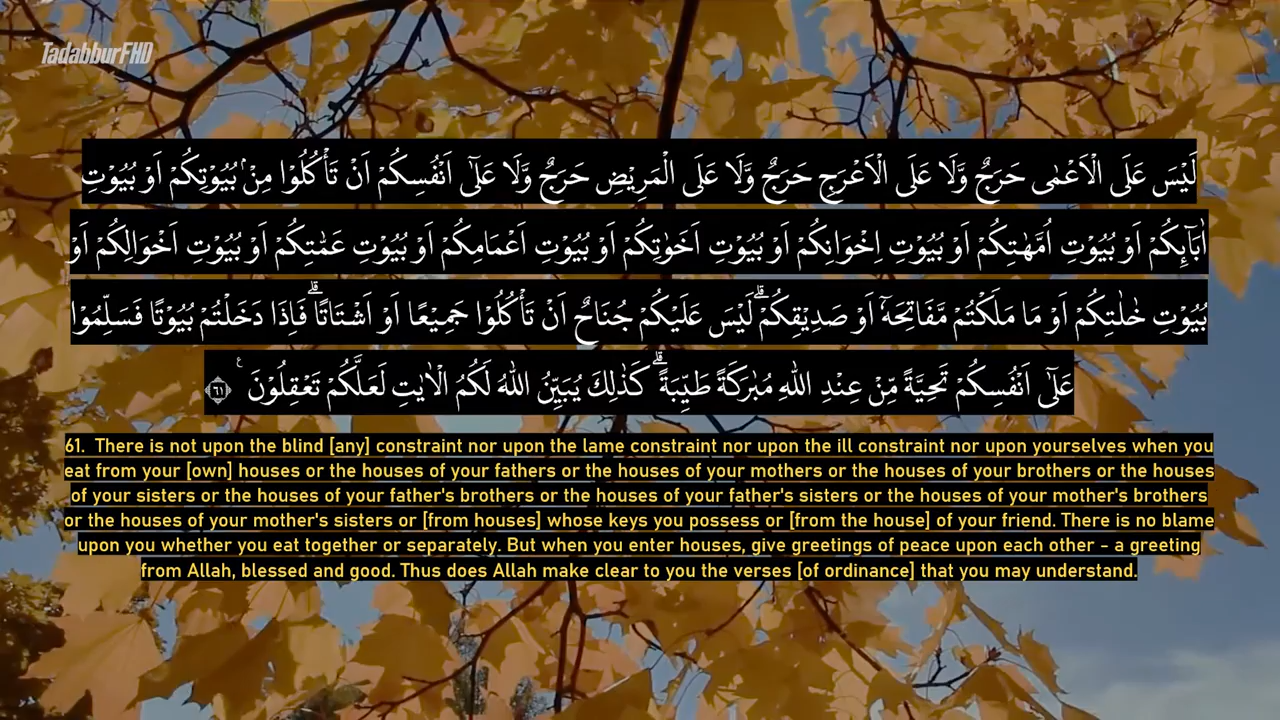 TadabburFHD
لَيْسَ عَلَى الْاَعْمٰى حَرَجٌ وَّلَا عَلَى الْاَعْرَجِ حَرَجٌ وَّلَا عَلَى الْمَرِيْضِ حَرَجٌ وَّلَا عَلٰٓى اَنْفُسِكُمْ اَنْ تَأْكُلُوْا مِنْۢ بُيُوْتِكُمْ اَوْ بُيُوْتِ
اٰبَآئِكُمْ اَوْ بُيُوْتِ اُمَّهٰتِكُمْ اَوْ بُيُوْتِ اِخْوَانِكُمْ اَوْ بُيُوْتِ اَخَوٰتِكُمْ اَوْ بُيُوْتِ اَعْمَامِكُمْ اَوْ بُيُوْتِ عَمّٰتِكُمْ اَوْ بُيُوْتِ اَخْوَالِكُمْ اَوْ
بُيُوْتِ خٰلٰتِكُمْ اَوْ مَا مَلَكْتُمْ مَّفَاتِحَهٗٓ اَوْ صَدِيْقِكُمْۗ لَيْسَ عَلَيْكُمْ جُنَاحٌ اَنْ تَأْكُلُوْا جَمِيْعًا اَوْ اَشْتَاتًاۗ فَاِذَا دَخَلْتُمْ بُيُوْتًا فَسَلِّمُوْا
عَلٰٓى اَنْفُسِكُمْ تَحِيَّةً مِّنْ عِنْدِ اللّٰهِ مُبٰرَكَةً طَيِّبَةً ۗ كَذٰلِكَ يُبَيِّنُ اللّٰهُ لَكُمُ الْاٰيٰتِ لَعَلَّكُمْ تَعْقِلُوْنَ ࣖ ٦١
61. There is not upon the blind [any] constraint nor upon the lame constraint nor upon the ill constraint nor upon yourselves when you
eat from your [own] houses or the houses of your fathers or the houses of your mothers or the houses of your brothers or the houses
of your sisters or the houses of your father's brothers or the houses of your father's sisters or the houses of your mother's brothers
or the houses of your mother's sisters or [from houses] whose keys you possess or [from the house] of your friend. There is no blame
upon you whether you eat together or separately. But when you enter houses, give greetings of peace upon each other - a greeting
from Allah, blessed and good. Thus does Allah make clear to you the verses [of ordinance] that you may understand.